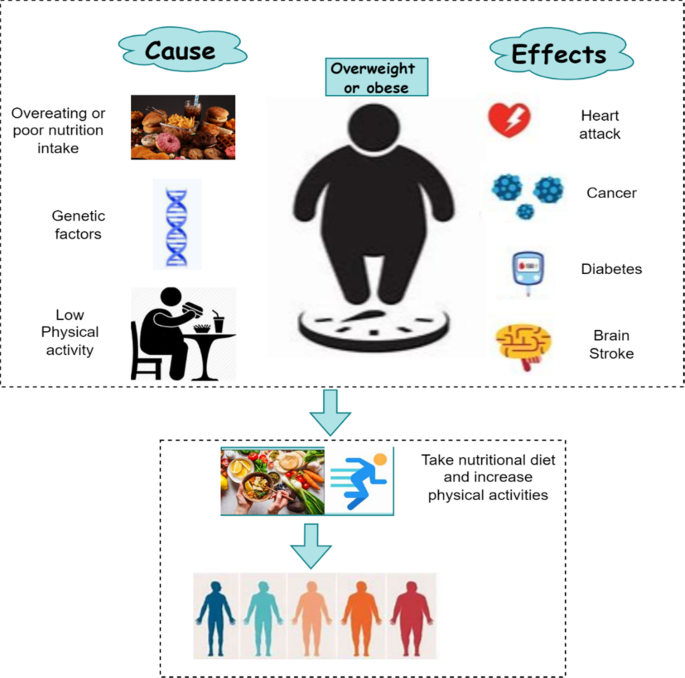 Cause
Effects
Overweight
or obese
Overeating or
poor nutrition
intake
Genetic
factors
Low
Physical
activity
Heart
attack
Cancer
Diabetes
Brain
Stroke
Take nutritional diet
and increase
physical activities